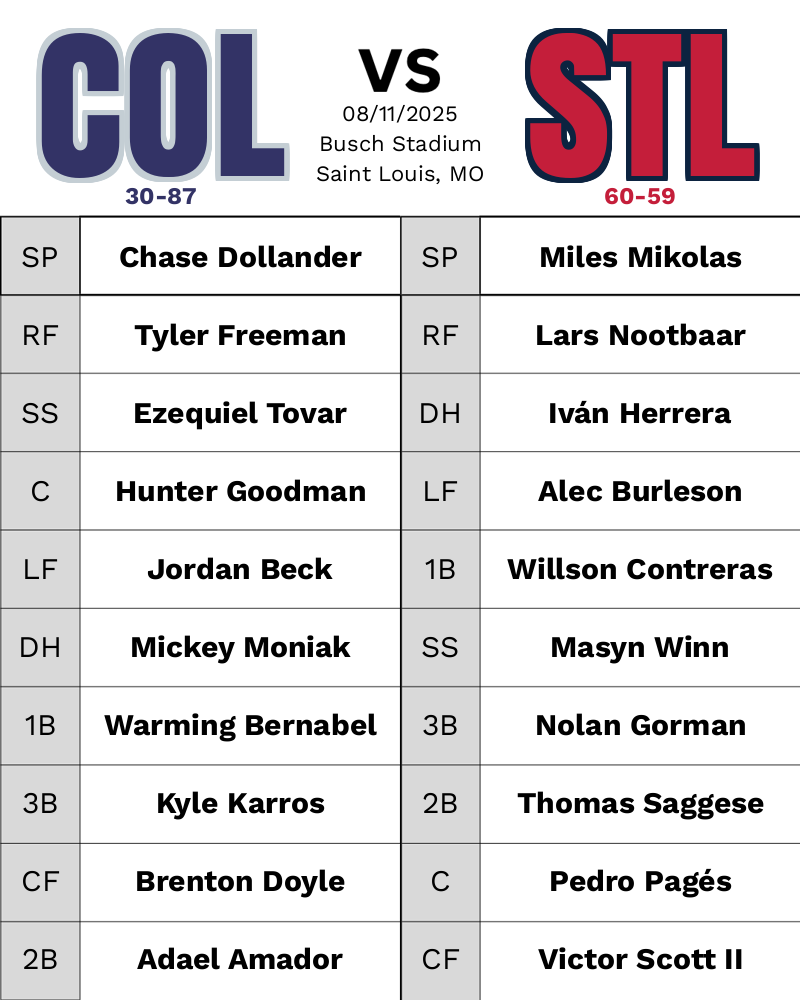 COL
VS
STL
08/11/2025
Busch Stadium
Saint Louis, MO
30-87
60-59
SP Chase Dollander SP Miles Mikolas
RF Tyler Freeman RF Lars Nootbaar
SS Ezequiel Tovar DH Iván Herrera
C Hunter Goodman LF Alec Burleson
LF Jordan Beck 1B Willson Contreras
DH Mickey Moniak SS Masyn Winn
1B Warming Bernabel 3B Nolan Gorman
3B Kyle Karros 2B Thomas Saggese
CF Brenton Doyle C Pedro Pagés
2B Adael Amador CF Victor Scott II